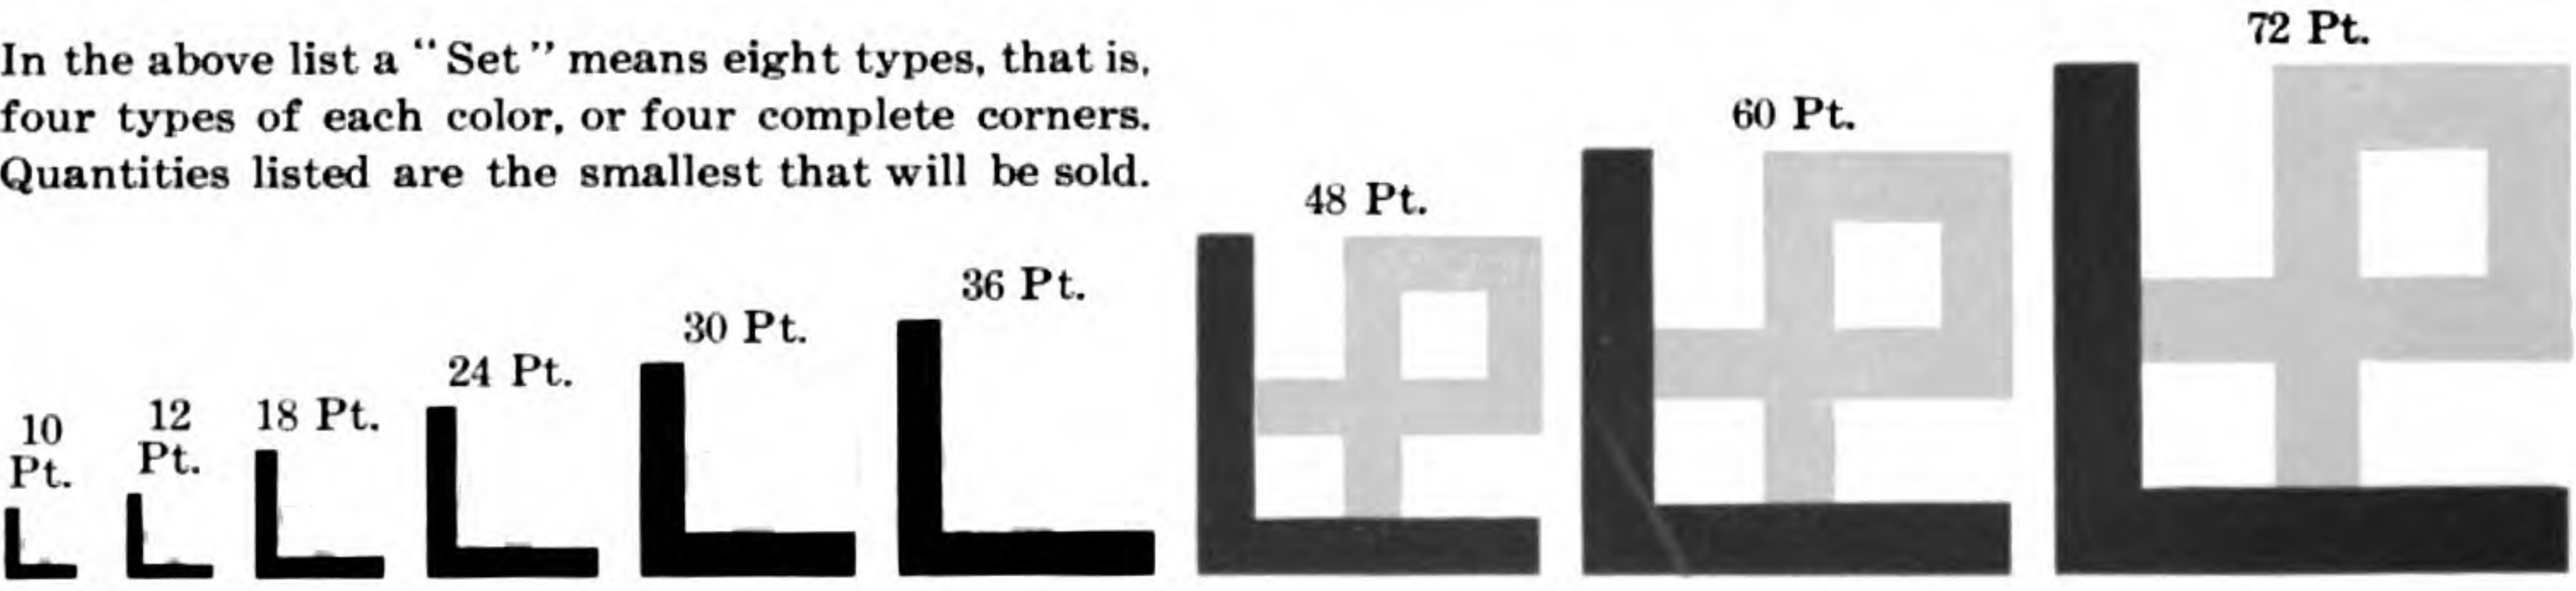 In the above list a “Set” means eight types, that is,
four types of each color, or four complete corners.
Quantities listed are the smallest that will be sold.
10
Pt.
12
Pt.
18 Pt.
24 Pt.
30 Pt.
36 Pt.
48 Pt.
60 Pt.
72 Pt.